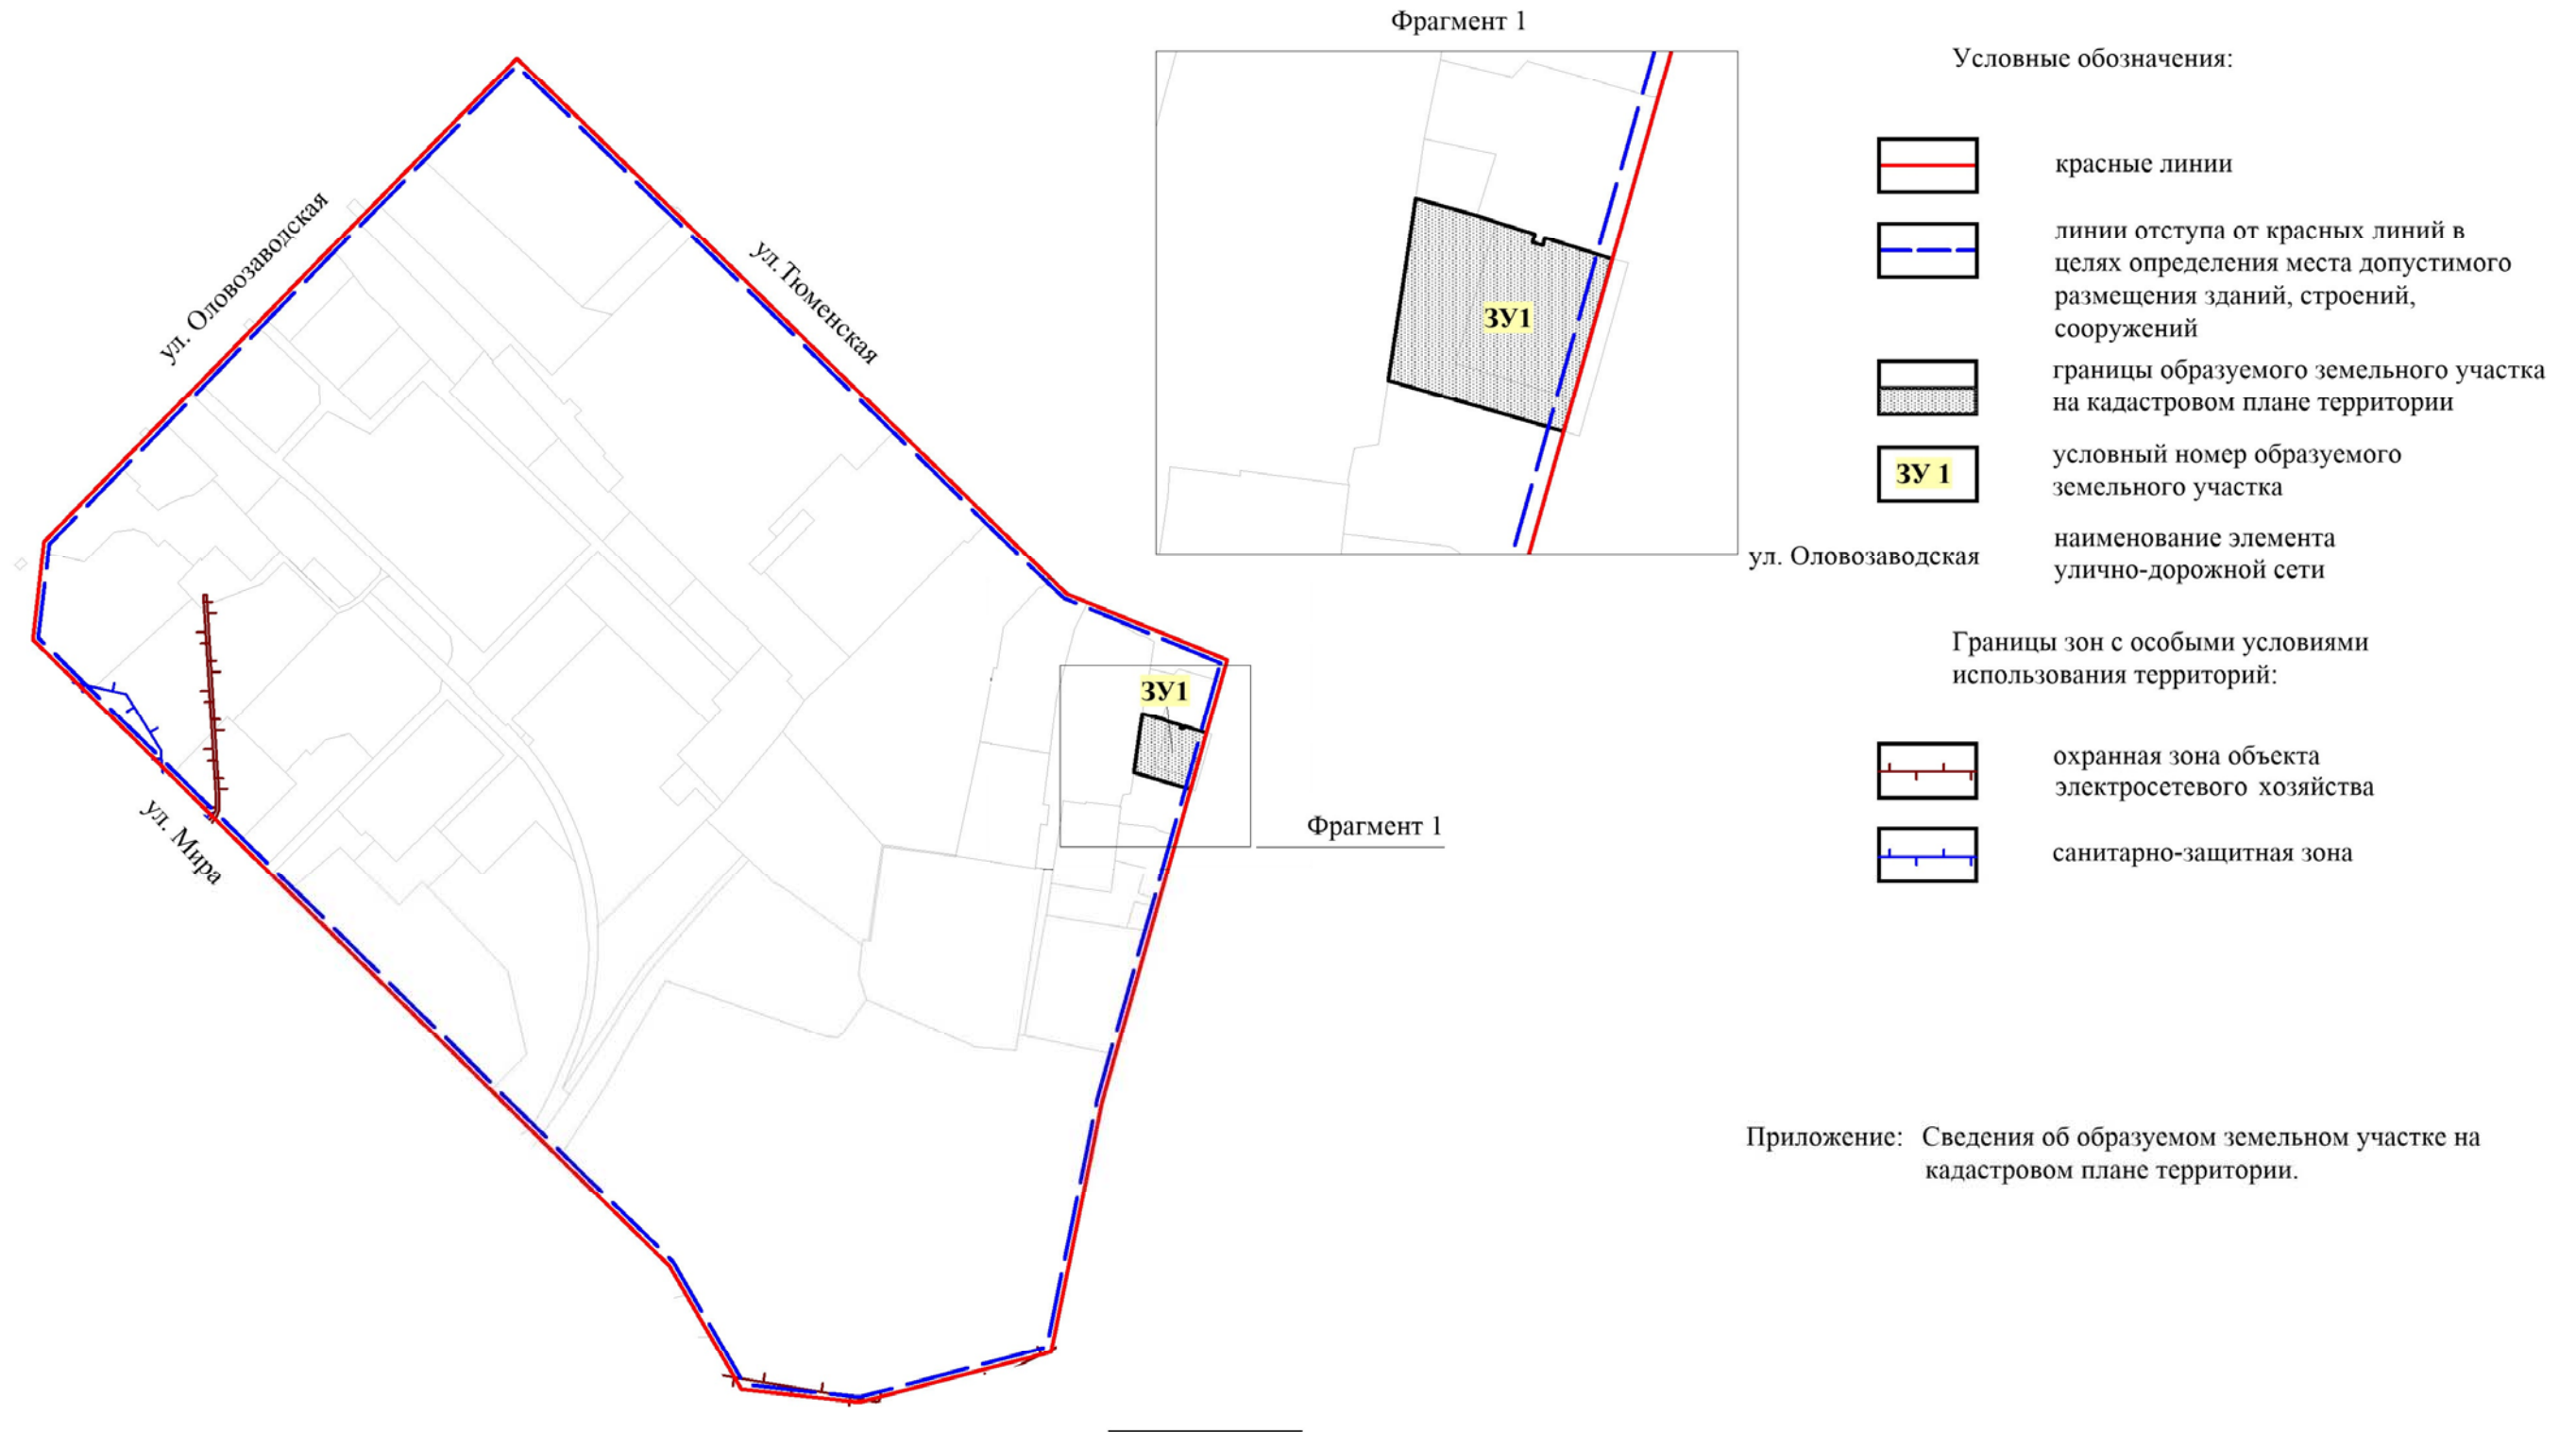 Фрагмент 1
Условные обозначения:
красные линии
линии отступа от красных линий в
целях определения места допустимого
размещения зданий, строений,
сооружений
границы образуемого земельного участка
на кадастровом плане территории
ЗУ 1
условный номер образуемого
земельного участка
ул. Оловозаводская
наименование элемента
улично-дорожной сети
Границы зон с особыми условиями
использования территорий:
охранная зона объекта
электросетевого хозяйства
санитарно-защитная зона
Приложение: Сведения об образуемом земельном участке на
кадастровом плане территории.
ЗУ1
ул. Оловозаводская
ул.Тюменская
ЗУ1
Фрагмент 1
ул. Мира